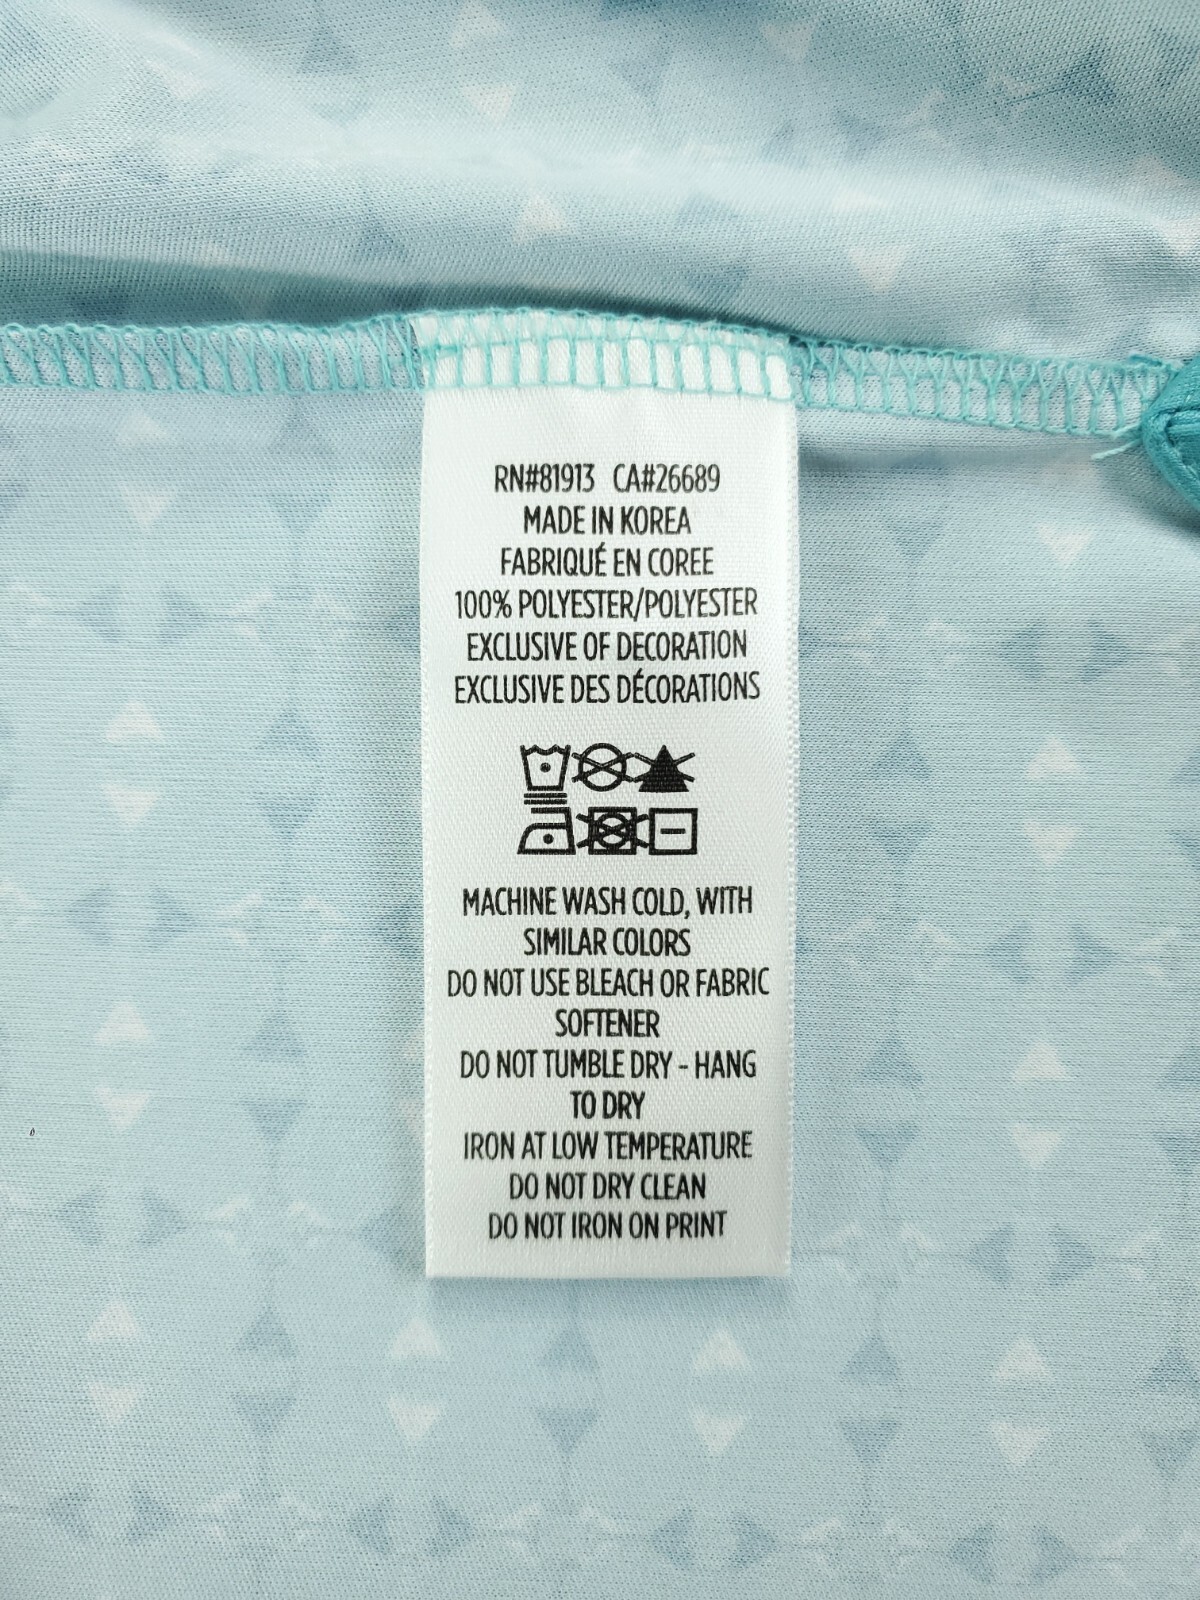 RN#81913 CA#26689
MADE IN KOREA
FABRIQUÉ EN COREE
100% POLYESTER/POLYESTER
EXCLUSIVE OF DECORATION
EXCLUSIVE DES DÉCORATIONS
MACHINE WASH COLD, WITH
SIMILAR COLORS
DO NOT USE BLEACH OR FABRIC
SOFTENER
DO NOT TUMBLE DRY - HANG
TO DRY
IRON AT LOW TEMPERATURE
DO NOT DRY CLEAN
DO NOT IRON ON PRINT